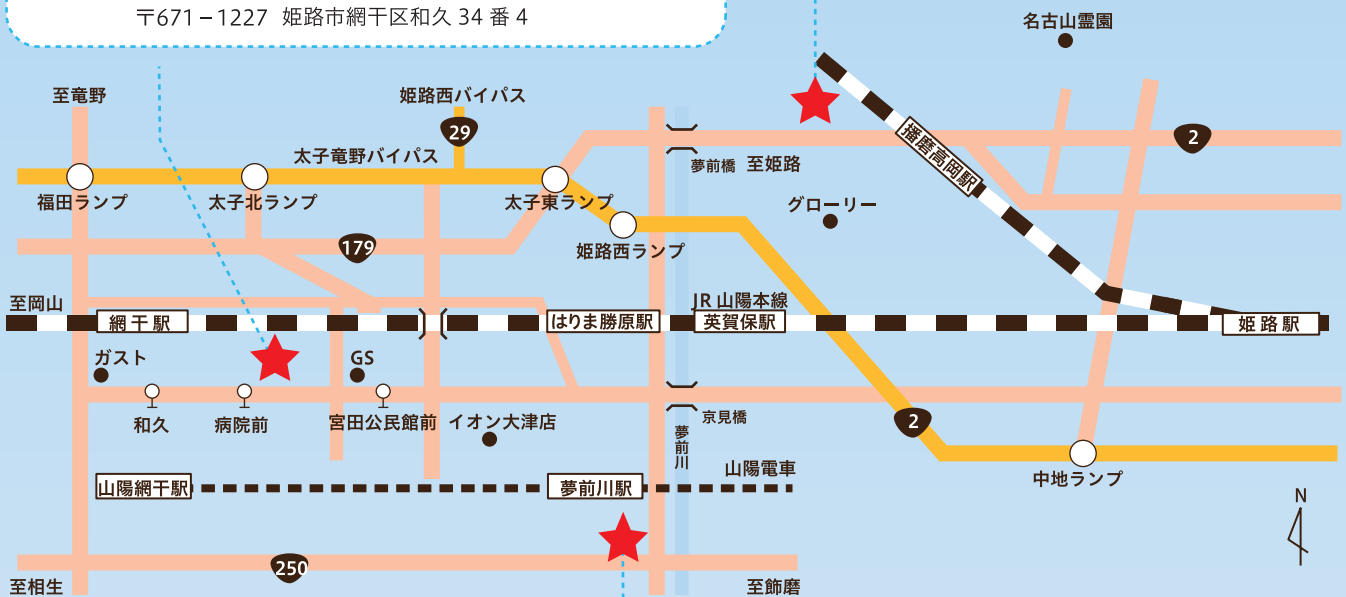 〒671－1227 姫路市網干区和久 34 番 4
名古山霊園
至竜野
姫路西バイパス
29
2
太子竜野バイパス
播磨高岡駅
夢前橋
至姫路
福田ランプ
太子北ランプ
太子東ランプ
グローリー
179
姫路西ランプ
至岡山
JR 山陽本線
網干駅
はりま勝原駅
英賀保駅
姫路駅
ガスト
GS
和久
病院前
宮田公民館前
イオン大津店
京見橋
2
夢前川
山陽電車
中地ランプ
山陽網干駅
夢前川駅
N
250
至相生
至飾磨